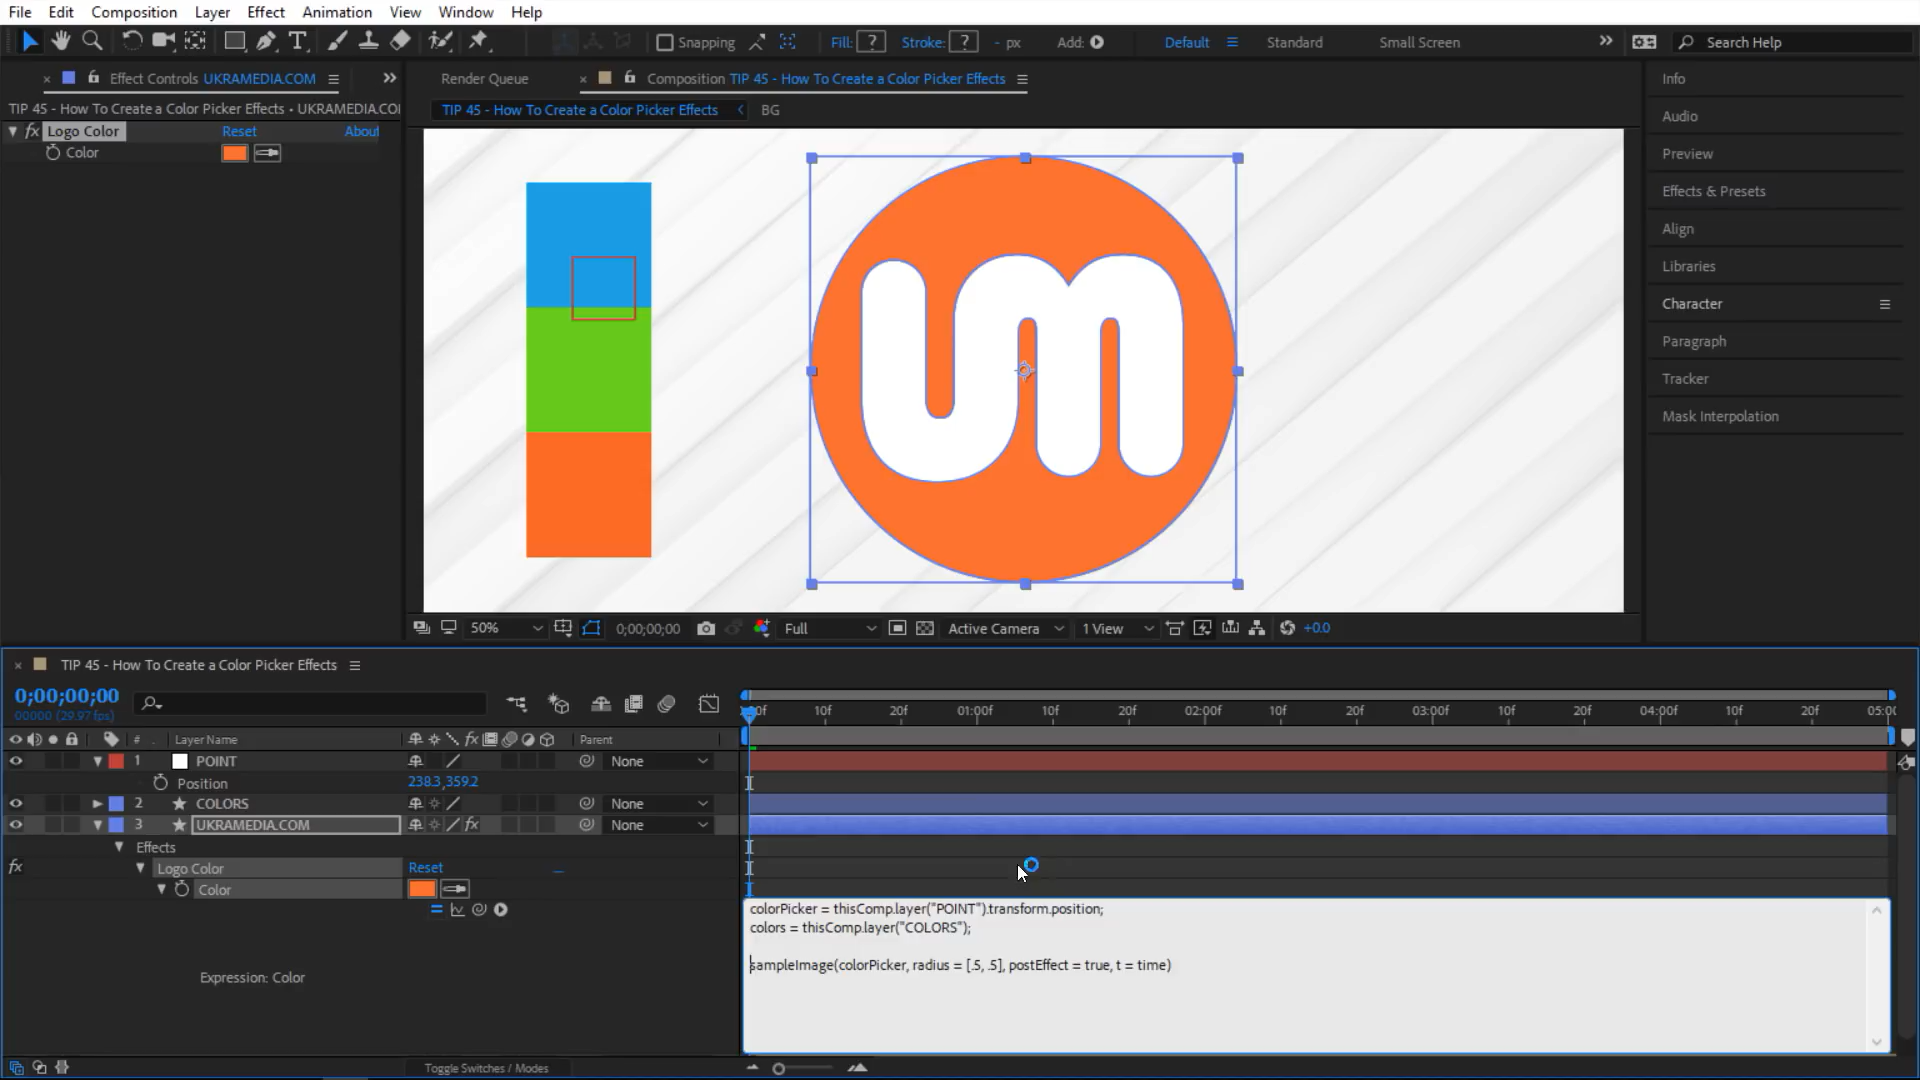 File Edit Composition Layer Effect Animation View Window Help
Snapping Fill: ? Stroke: ? - px Add: Default Standard Small Screen Search Help
Effect Controls UKRAMEDIA.COM
Render Queue
Composition TIP 45 - How To Create a Color Picker Effects
Info
TIP 45 - How To Create a Color Picker Effects • UKRAMEDIA.CO
TIP 45 - How To Create a Color Picker Effects
BG
fx Logo Color Reset About
Color
Audio
Preview
Effects & Presets
Align
Libraries
Character
Paragraph
Tracker
Mask Interpolation
um
50% 0;00;00;00 Full Active Camera 1 View +0.0
TIP 45 - How To Create a Color Picker Effects
0;00;00;00
00000 (29.97 fps)
00f 10f 20f 01:00f 10f 20f 02:00f 10f 20f 03:00f 10f 20f 04:00f 10f 20f 05:00
# Layer Name fx Parent
1 POINT None
Position 238.3,359.2
2 COLORS None
3 UKRAMEDIA.COM fx None
Effects
fx Logo Color Reset
Color
colorPicker = thisComp.layer("POINT").transform.position;
colors = thisComp.layer("COLORS");
sampleImage(colorPicker, radius = [.5, .5], postEffect = true, t = time)
Expression: Color
Toggle Switches / Modes